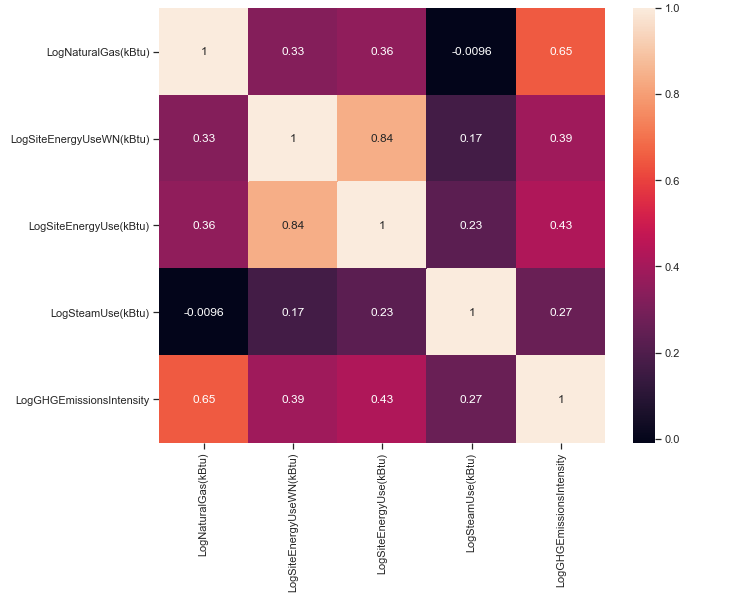 LogNaturalGas(kBtu) 1 0.33 0.36 -0.0096 0.65
LogSiteEnergyUseWN(kBtu) 0.33 1 0.84 0.17 0.39
LogSiteEnergyUse(kBtu) 0.36 0.84 1 0.23 0.43
LogSteamUse(kBtu) -0.0096 0.17 0.23 1 0.27
LogGHGEmissionsIntensity 0.65 0.39 0.43 0.27 1
LogNaturalGas(kBtu)
LogSiteEnergyUseWN(kBtu)
LogSiteEnergyUse(kBtu)
LogSteamUse(kBtu)
LogGHGEmissionsIntensity
1.0
0.8
0.6
0.4
0.2
0.0